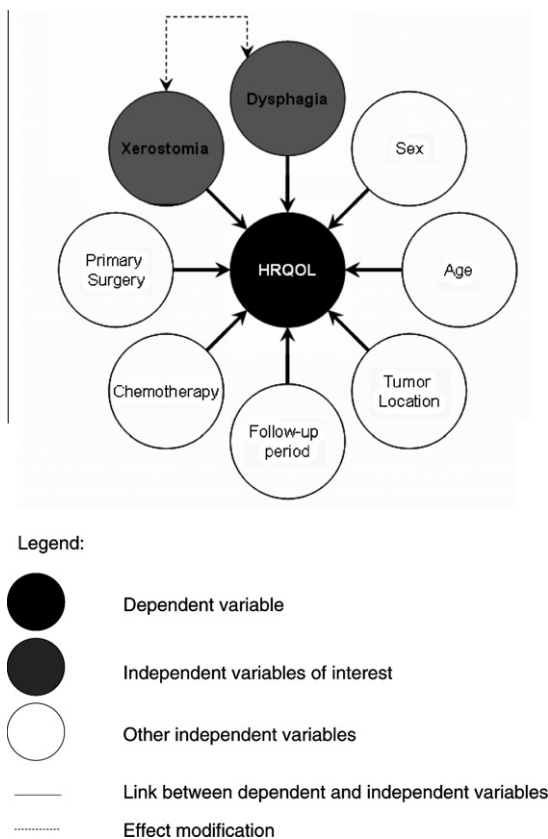 Dysphagia
Xerostomia
Sex
Primary
Surgery
HRQOL
Age
Chemotherapy
Tumor
Location
Follow-up
period
Legend:
Dependent variable
Independent variables of interest
Other independent variables
Link between dependent and independent variables
Effect modification